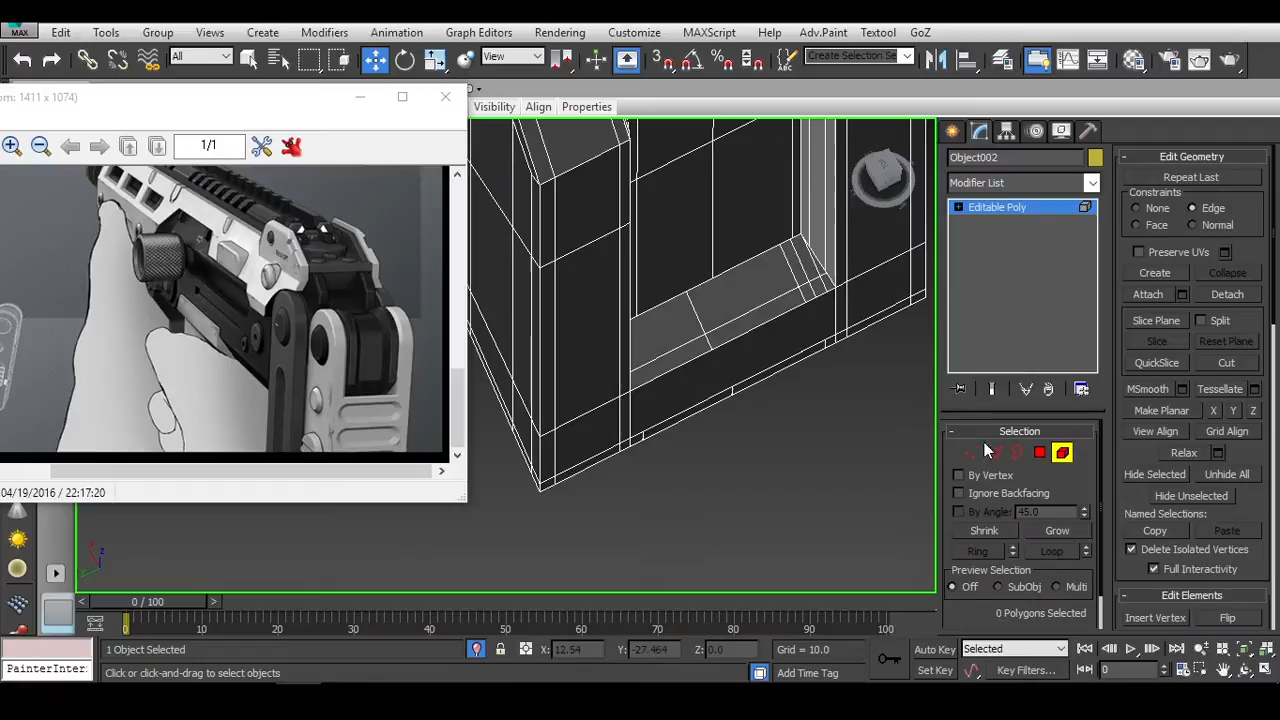 MAX Edit Tools Group Views Create Modifiers Animation Graph Editors Rendering Customize MAXScript Help Adv.Paint Textool GoZ
All View Create Selection Se
om: 1411 x 1074)
Visibility Align Properties
1/1
04/19/2016 / 22:17:20
Object002
Modifier List
Editable Poly
Selection
By Vertex
Ignore Backfacing
By Angle: 45.0
Shrink Grow
Ring Loop
Preview Selection
Off SubObj Multi
0 Polygons Selected
Edit Geometry
Repeat Last
Constraints
None Edge
Face Normal
Preserve UVs
Create Collapse
Attach Detach
Slice Plane Split
Slice Reset Plane
QuickSlice Cut
MSmooth Tessellate
Make Planar X Y Z
View Align Grid Align
Relax
Hide Selected Unhide All
Hide Unselected
Named Selections:
Copy Paste
Delete Isolated Vertices
Full Interactivity
Edit Elements
Insert Vertex Flip
0 / 100
0 10 20 30 40 50 60 70 80 90 100
1 Object Selected X: 12.54 Y: -27.464 Z: 0.0 Grid = 10.0 Auto Key Selected
PainterInter Click or click-and-drag to select objects Add Time Tag Set Key Key Filters... 0